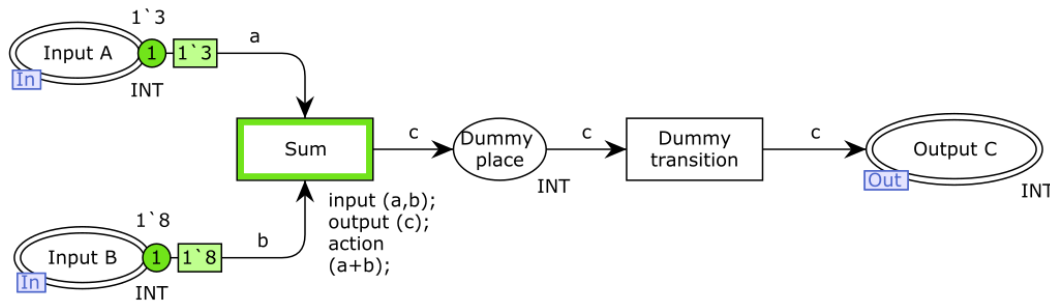 1`3
Input A
1
1`3
a
In
INT
Sum
c
Dummy
place
INT
c
Dummy
transition
c
Output C
Out
INT
input (a,b);
output (c);
action
(a+b);
1`8
Input B
1
1`8
b
In
INT